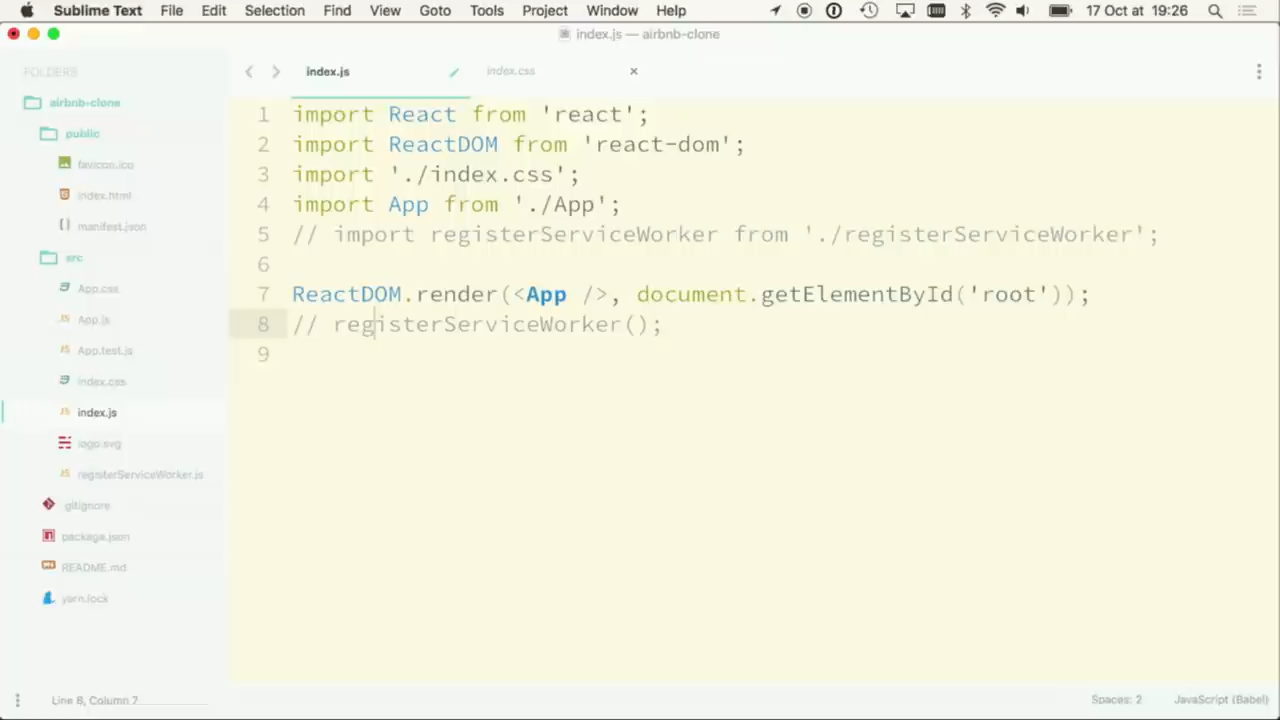 Sublime Text File Edit Selection Find View Goto Tools Project Window Help 17 Oct at 19:26
index.js — airbnb-clone
FOLDERS
airbnb-clone
public
favicon.ico
index.html
manifest.json
src
App.css
App.js
App.test.js
index.css
index.js
logo.svg
registerServiceWorker.js
.gitignore
package.json
README.md
yarn.lock
index.js index.css
1 import React from 'react';
2 import ReactDOM from 'react-dom';
3 import './index.css';
4 import App from './App';
5 // import registerServiceWorker from './registerServiceWorker';
6
7 ReactDOM.render(<App />, document.getElementById('root'));
8 // registerServiceWorker();
9
Line 8, Column 7 Spaces: 2 JavaScript (Babel)